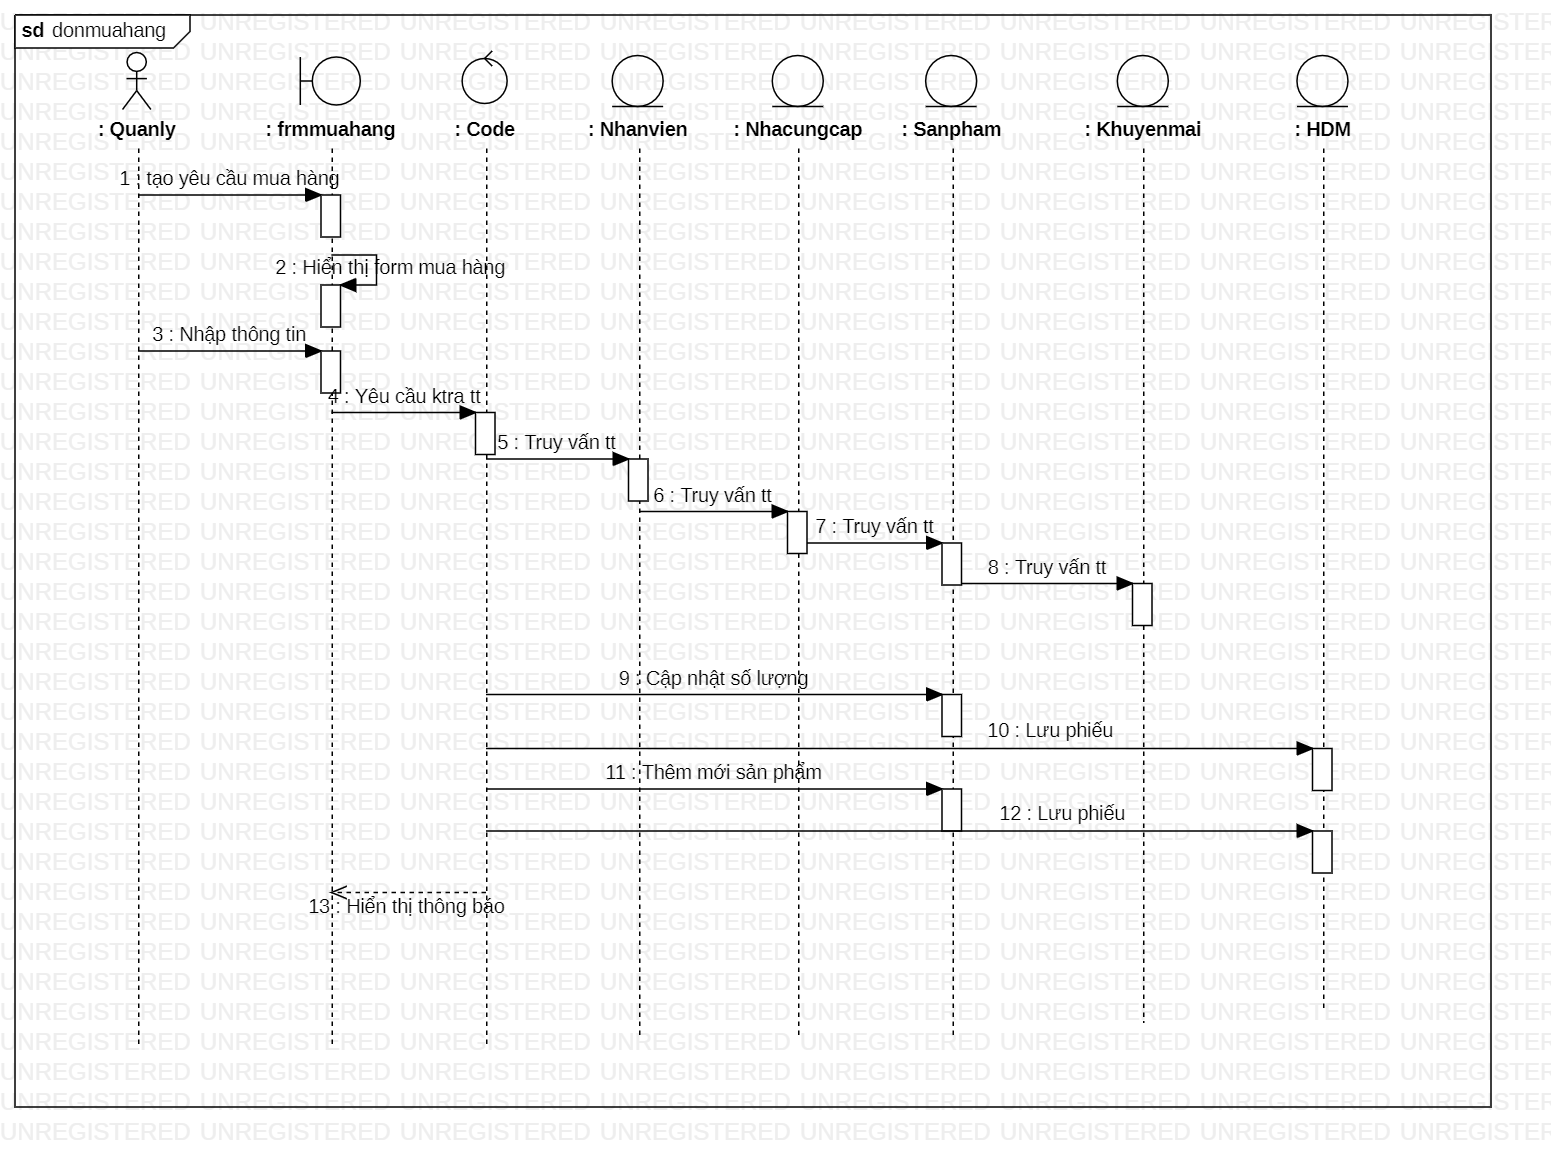 sd donmuahang
: Quanly : frmmuahang : Code : Nhanvien : Nhacungcap : Sanpham : Khuyenmai : HDM
1 : tạo yêu cầu mua hàng
2 : Hiển thị form mua hàng
3 : Nhập thông tin
4 : Yêu cầu ktra tt
5 : Truy vấn tt
6 : Truy vấn tt
7 : Truy vấn tt
8 : Truy vấn tt
9 : Cập nhật số lượng
10 : Lưu phiếu
11 : Thêm mới sản phẩm
12 : Lưu phiếu
13 : Hiển thị thông báo
UNREGISTERED